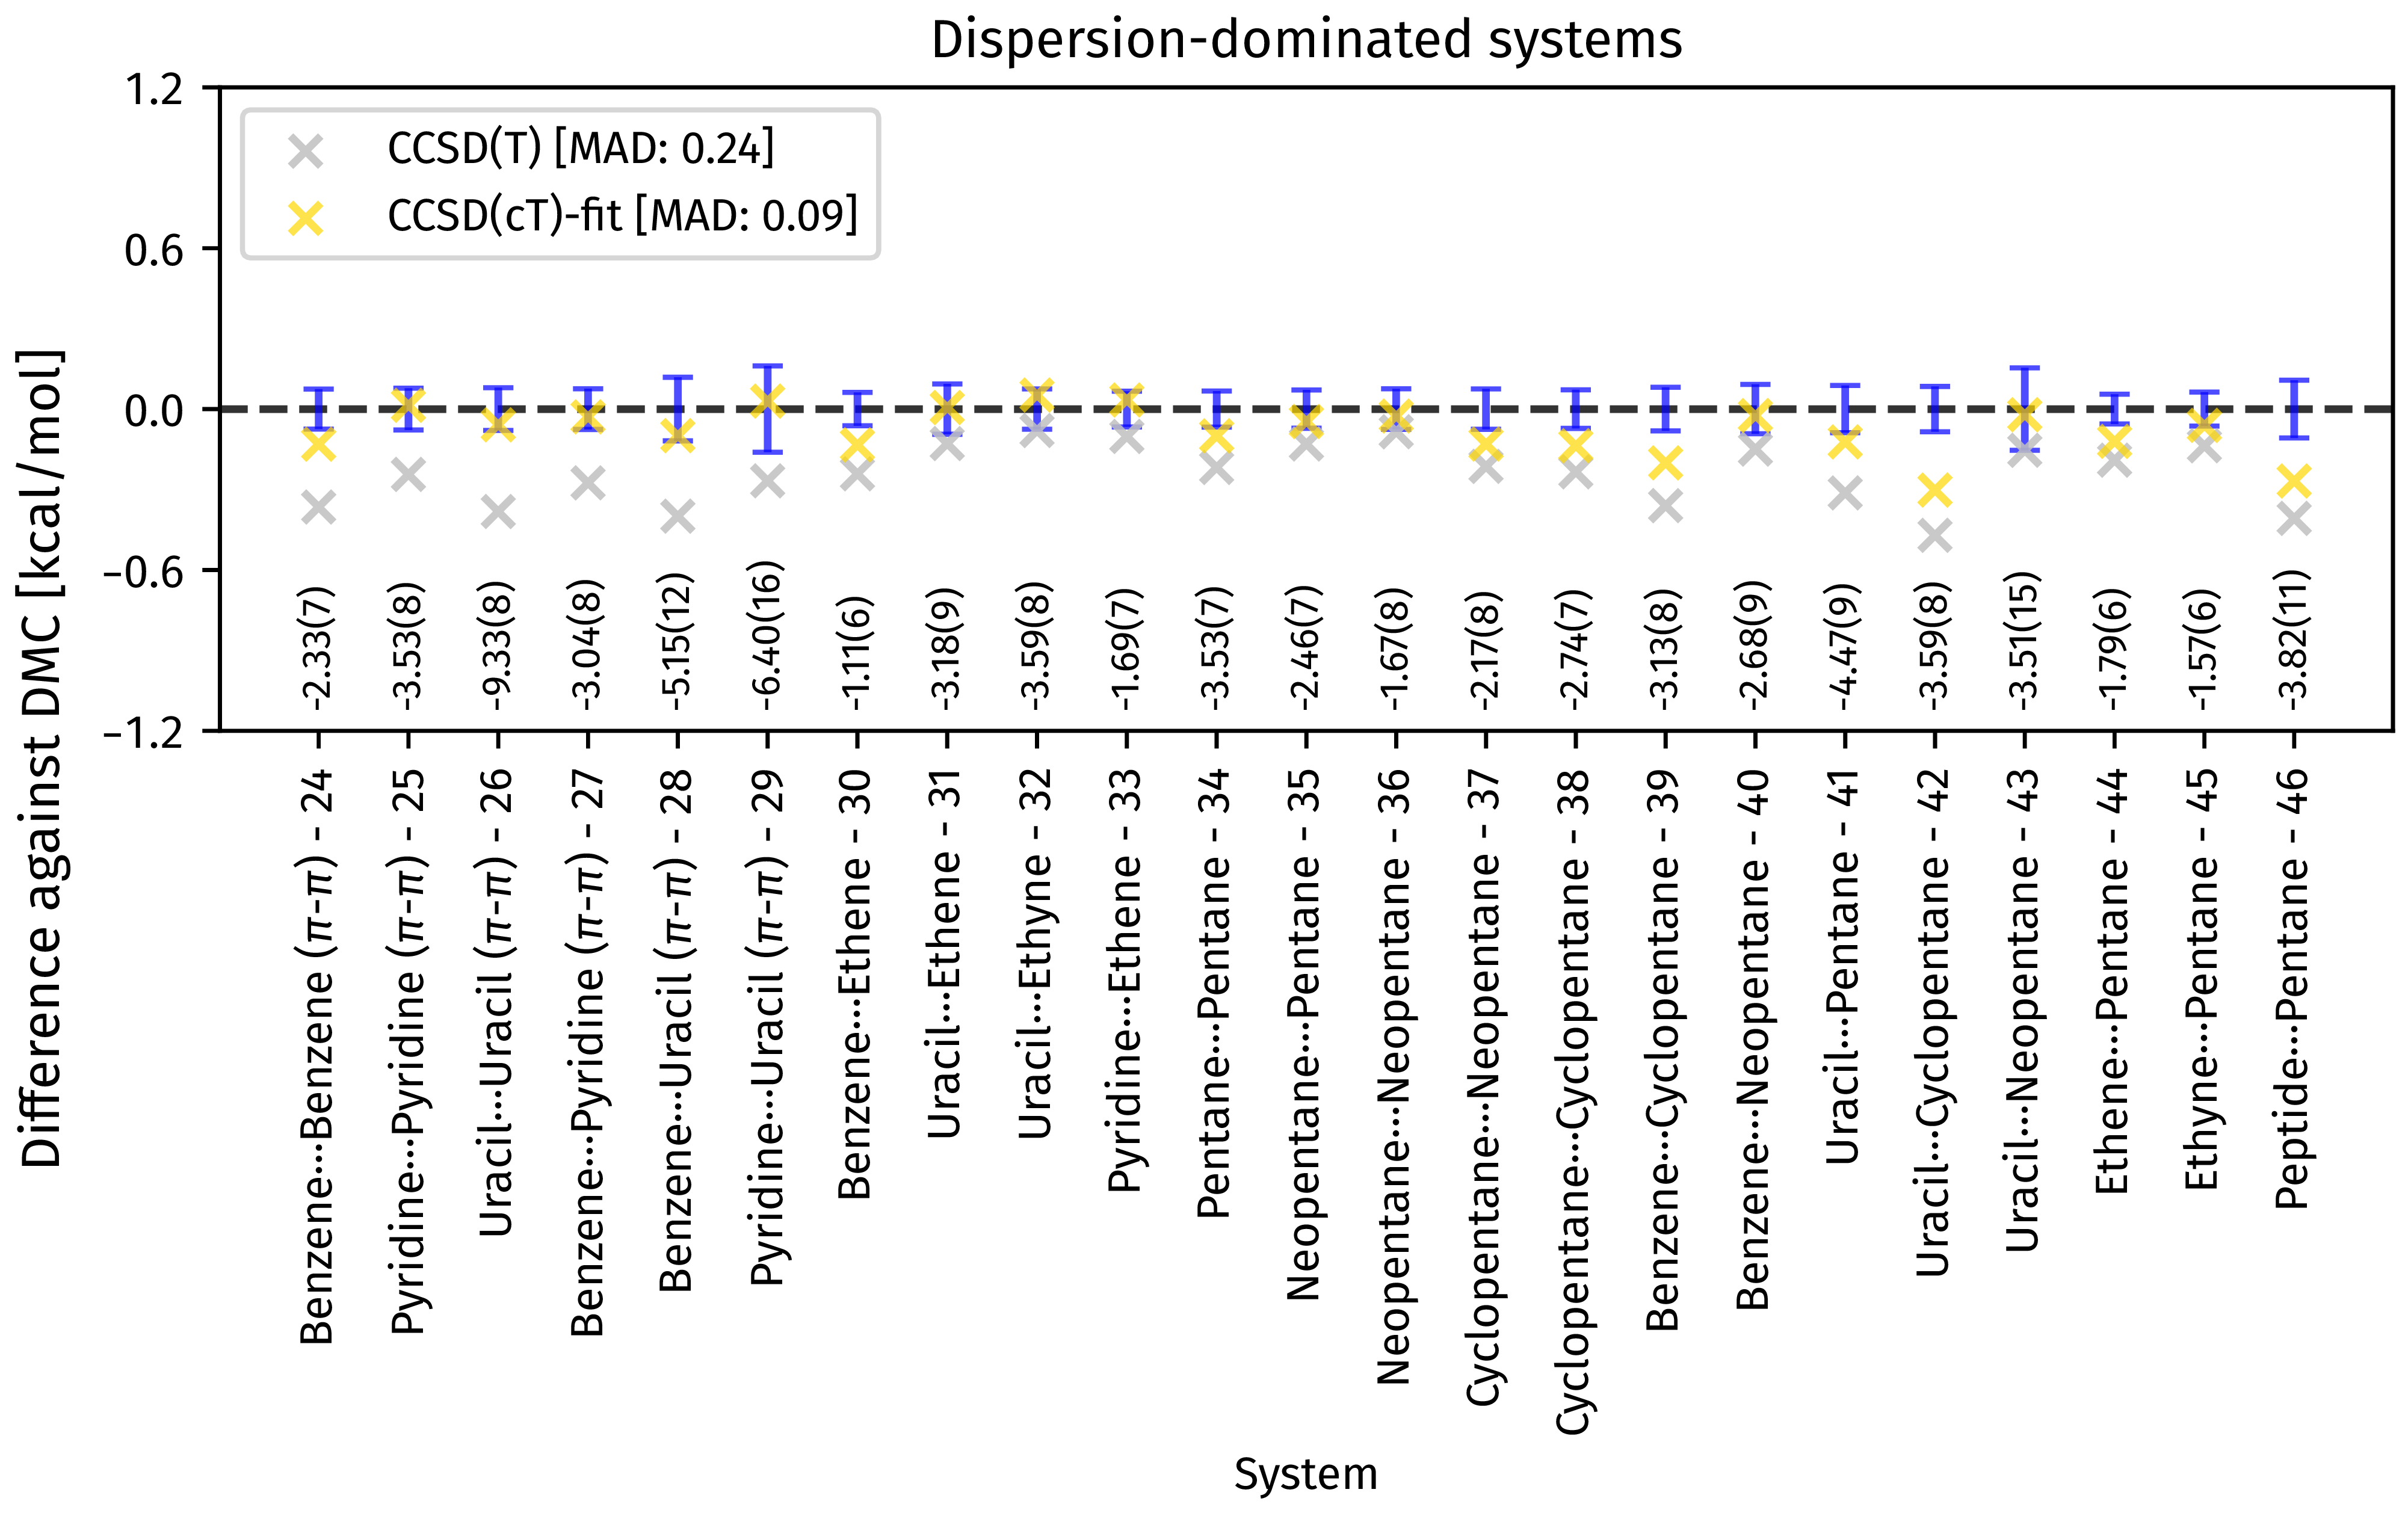 Dispersion-dominated systems
Difference against DMC [kcal/mol]
1.2
0.6
0.0
−0.6
−1.2
CCSD(T) [MAD: 0.24]
CCSD(cT)-fit [MAD: 0.09]
-2.33(7)
-3.53(8)
-9.33(8)
-3.04(8)
-5.15(12)
-6.40(16)
-1.11(6)
-3.18(9)
-3.59(8)
-1.69(7)
-3.53(7)
-2.46(7)
-1.67(8)
-2.17(8)
-2.74(7)
-3.13(8)
-2.68(9)
-4.47(9)
-3.59(8)
-3.51(15)
-1.79(6)
-1.57(6)
-3.82(11)
Benzene···Benzene (π-π) - 24
Pyridine···Pyridine (π-π) - 25
Uracil···Uracil (π-π) - 26
Benzene···Pyridine (π-π) - 27
Benzene···Uracil (π-π) - 28
Pyridine···Uracil (π-π) - 29
Benzene···Ethene - 30
Uracil···Ethene - 31
Uracil···Ethyne - 32
Pyridine···Ethene - 33
Pentane···Pentane - 34
Neopentane···Pentane - 35
Neopentane···Neopentane - 36
Cyclopentane···Neopentane - 37
Cyclopentane···Cyclopentane - 38
Benzene···Cyclopentane - 39
Benzene···Neopentane - 40
Uracil···Pentane - 41
Uracil···Cyclopentane - 42
Uracil···Neopentane - 43
Ethene···Pentane - 44
Ethyne···Pentane - 45
Peptide···Pentane - 46
System